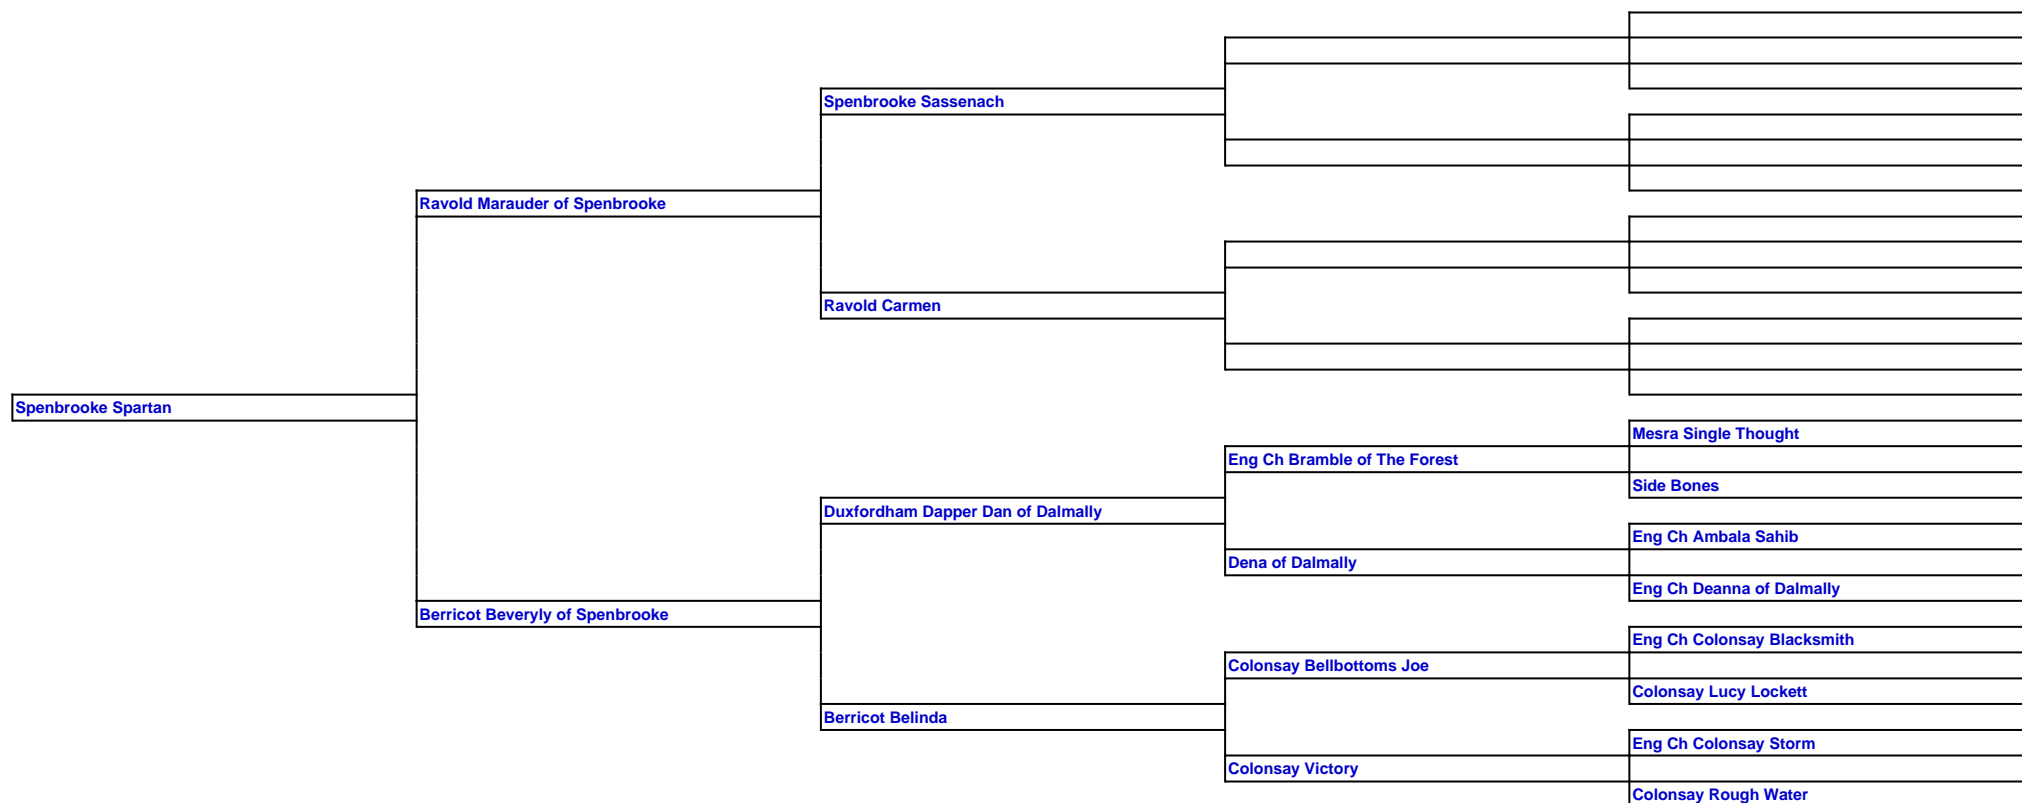 Spenbrooke Sassenach
Ravold Marauder of Spenbrooke
Ravold Carmen
Spenbrooke Spartan
Mesra Single Thought
Eng Ch Bramble of The Forest
Side Bones
Duxfordham Dapper Dan of Dalmally
Eng Ch Ambala Sahib
Dena of Dalmally
Eng Ch Deanna of Dalmally
Berricot Beveryly of Spenbrooke
Eng Ch Colonsay Blacksmith
Colonsay Bellbottoms Joe
Colonsay Lucy Lockett
Berricot Belinda
Eng Ch Colonsay Storm
Colonsay Victory
Colonsay Rough Water